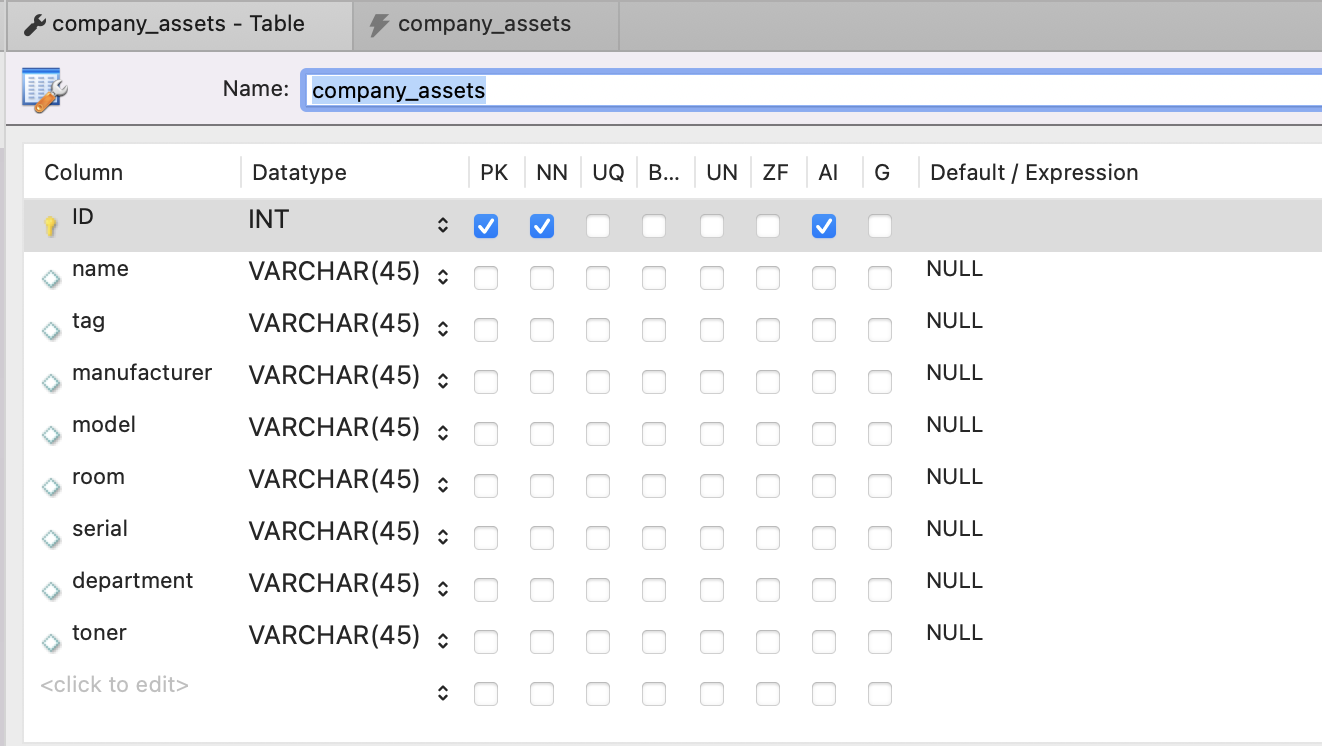 company_assets - Table company_assets
Name: company_assets
Column Datatype PK NN UQ B... UN ZF AI G Default / Expression
ID INT
name VARCHAR(45) NULL
tag VARCHAR(45) NULL
manufacturer VARCHAR(45) NULL
model VARCHAR(45) NULL
room VARCHAR(45) NULL
serial VARCHAR(45) NULL
department VARCHAR(45) NULL
toner VARCHAR(45) NULL
<click to edit>